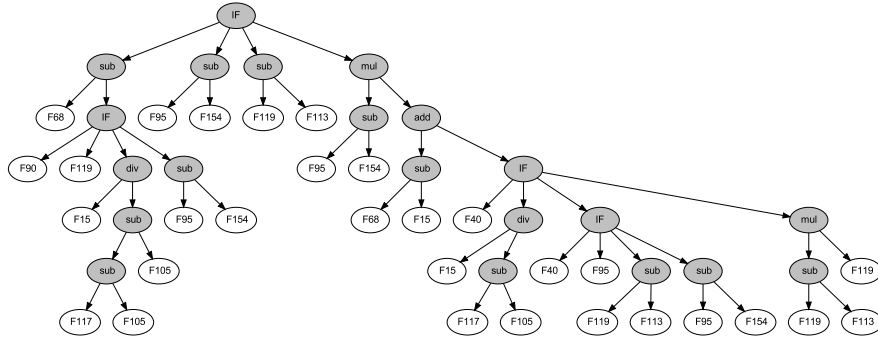 IF
sub sub sub mul
F68 IF F95 F154 F119 F113 sub add
F90 F119 div sub F95 F154 sub IF
F15 sub F95 F154 F68 F15 F40 div IF mul
sub F105 F15 sub F40 F95 sub sub sub F119
F117 F105 F117 F105 F119 F113 F95 F154 F119 F113